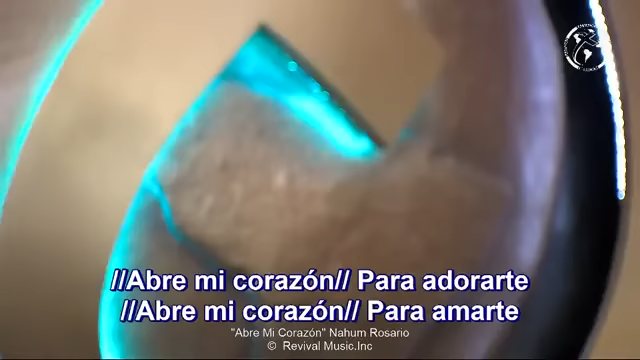 //Abre mi corazón// Para adorarte
//Abre mi corazón// Para amarte
"Abre Mi Corazón" Nahum Rosario
© Revival Music.Inc